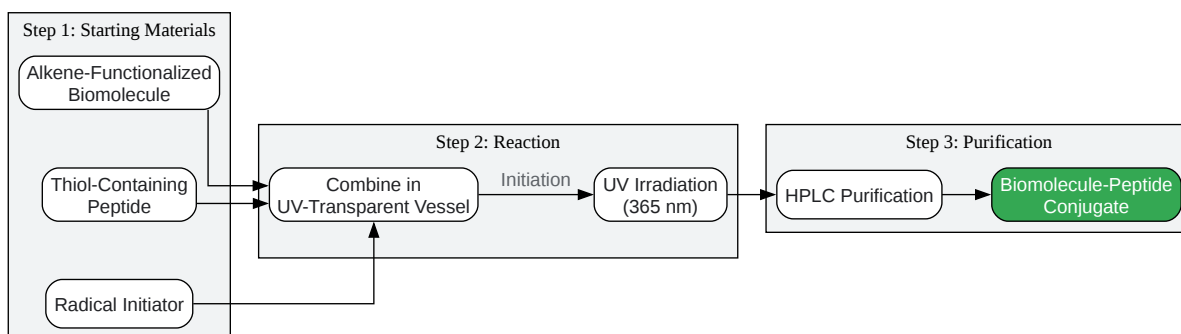 Step 1: Starting Materials
Alkene-Functionalized
Biomolecule
Thiol-Containing
Peptide
Radical Initiator
Step 2: Reaction
Combine in
UV-Transparent Vessel
Initiation
UV Irradiation
(365 nm)
Step 3: Purification
HPLC Purification
Biomolecule-Peptide
Conjugate